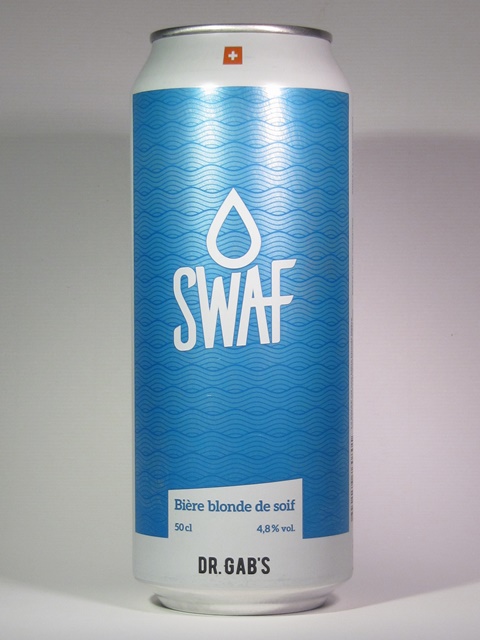 SWAF
Bière blonde de soif
50 cl 4,8 % vol.
DR. GAB'S